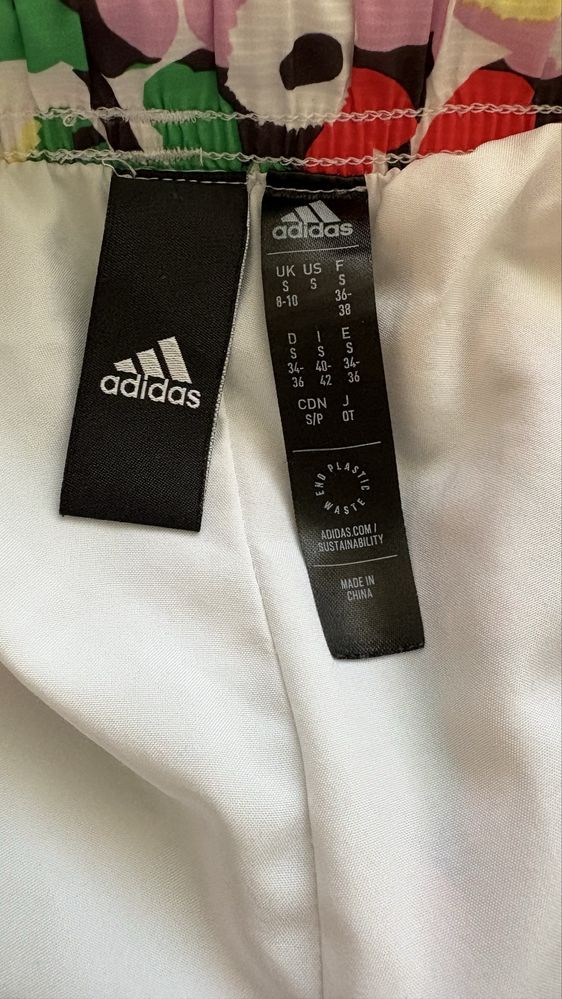 adidas
adidas
UK US F
S S S
8-10 36-
38
D I E
S S S
34- 40- 34-
36 42 36
CDN J
S/P OT
END PLASTIC WASTE
ADIDAS.COM/
SUSTAINABILITY
MADE IN
CHINA